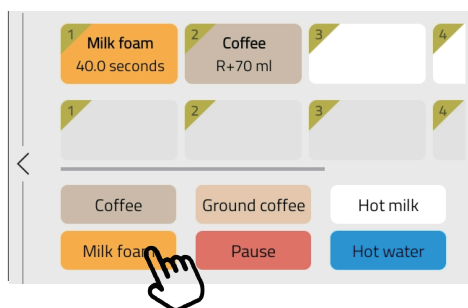 1 Milk foam 40.0 seconds
2 Coffee R+70 ml
3
4
1
2
3
4
Coffee
Ground coffee
Hot milk
Milk foam
Pause
Hot water